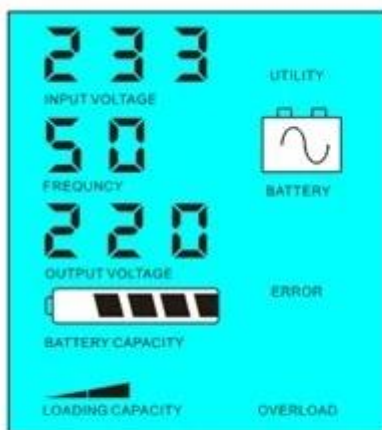 233
INPUT VOLTAGE
UTILITY
50
FREQUNCY
BATTERY
220
OUTPUT VOLTAGE
ERROR
BATTERY CAPACITY
LOADING CAPACITY
OVERLOAD